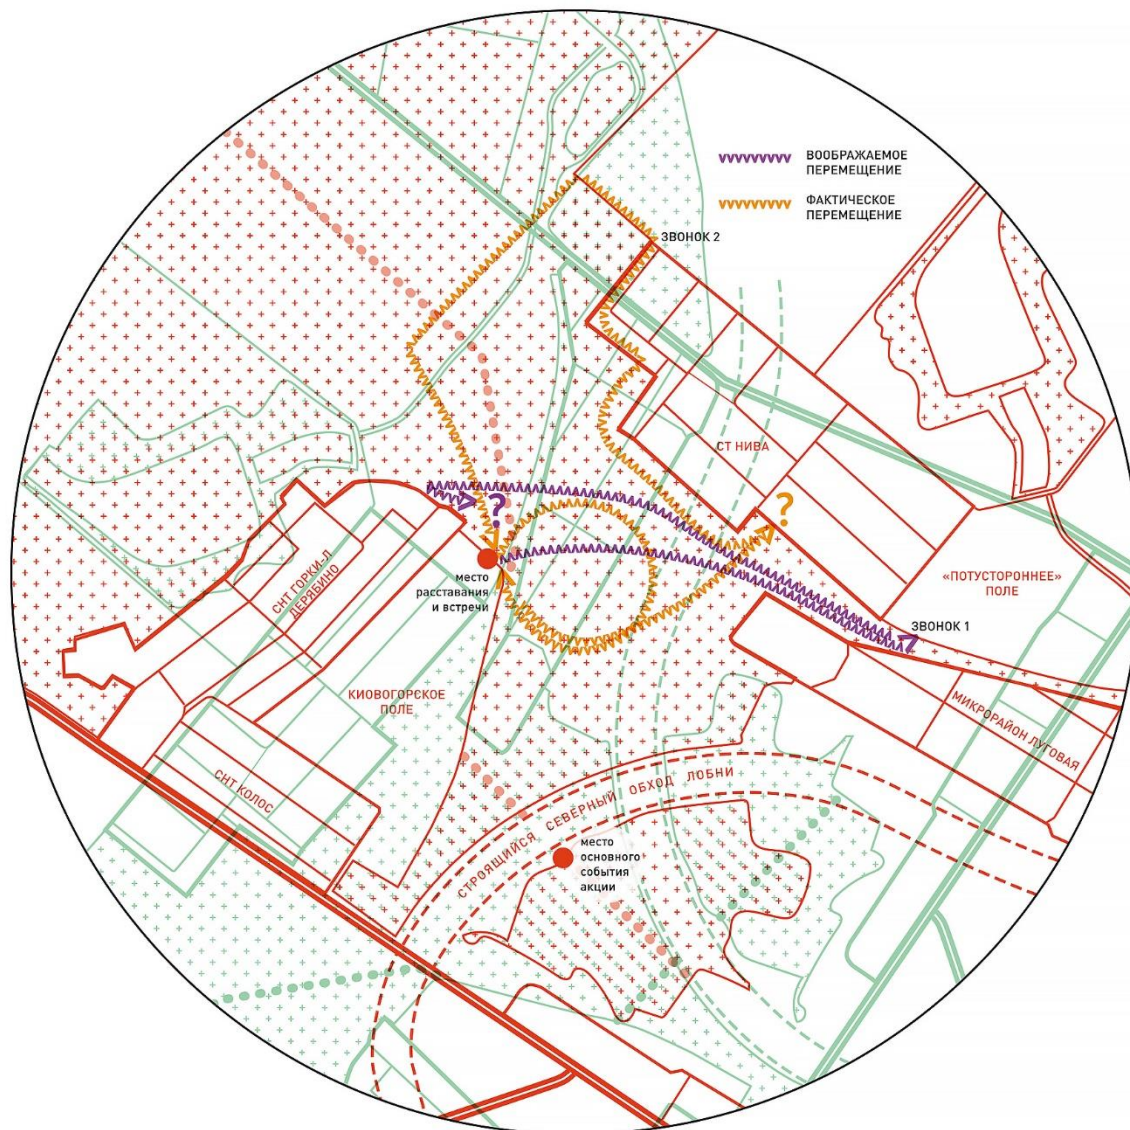 ВООБРАЖАЕМОЕ
ПЕРЕМЕЩЕНИЕ
ФАКТИЧЕСКОЕ
ПЕРЕМЕЩЕНИЕ
ЗВОНОК 2
СТ НИВА
?
?
место
расставания
и встречи
«ПОТУСТОРОННЕЕ»
ПОЛЕ
СНТ ГОРКИ-Л
ДЕРЯБИНО
ЗВОНОК 1
КИОВОГОРСКОЕ
ПОЛЕ
МИКРОРАЙОН ЛУГОВАЯ
СНТ КОЛОС
СТРОЯЩИЙСЯ СЕВЕРНЫЙ ОБХОД ЛОБНИ
место
основного
события
акции